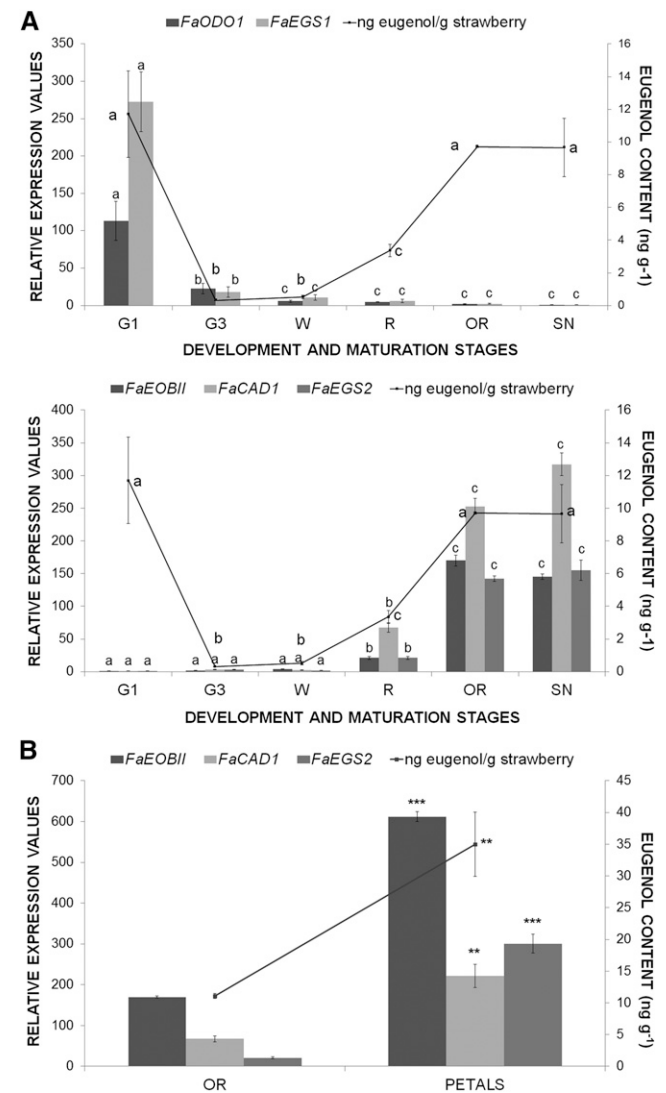 A
FaODO1 FaEGS1 ng eugenol/g strawberry
RELATIVE EXPRESSION VALUES
EUGENOL CONTENT (ng g-1)
350 16
300 14
250 12
200 10
150 8
100 6
50 4
0 2
0
a a a
b b b
c b c
c c c
a c c
a c c
G1 G3 W R OR SN
DEVELOPMENT AND MATURATION STAGES
FaEOBII FaCAD1 FaEGS2 ng eugenol/g strawberry
RELATIVE EXPRESSION VALUES
EUGENOL CONTENT (ng g-1)
400 16
350 14
300 12
250 10
200 8
150 6
100 4
50 2
0 0
a a a a
b a a a
b a a a
b b c b
a c c c
a c c c
G1 G3 W R OR SN
DEVELOPMENT AND MATURATION STAGES
B
FaEOBII FaCAD1 FaEGS2 ng eugenol/g strawberry
RELATIVE EXPRESSION VALUES
EUGENOL CONTENT (ng g-1)
700 45
600 40
500 35
400 30
300 25
200 20
100 15
0 10
5
0
*** ** ** ***
OR PETALS